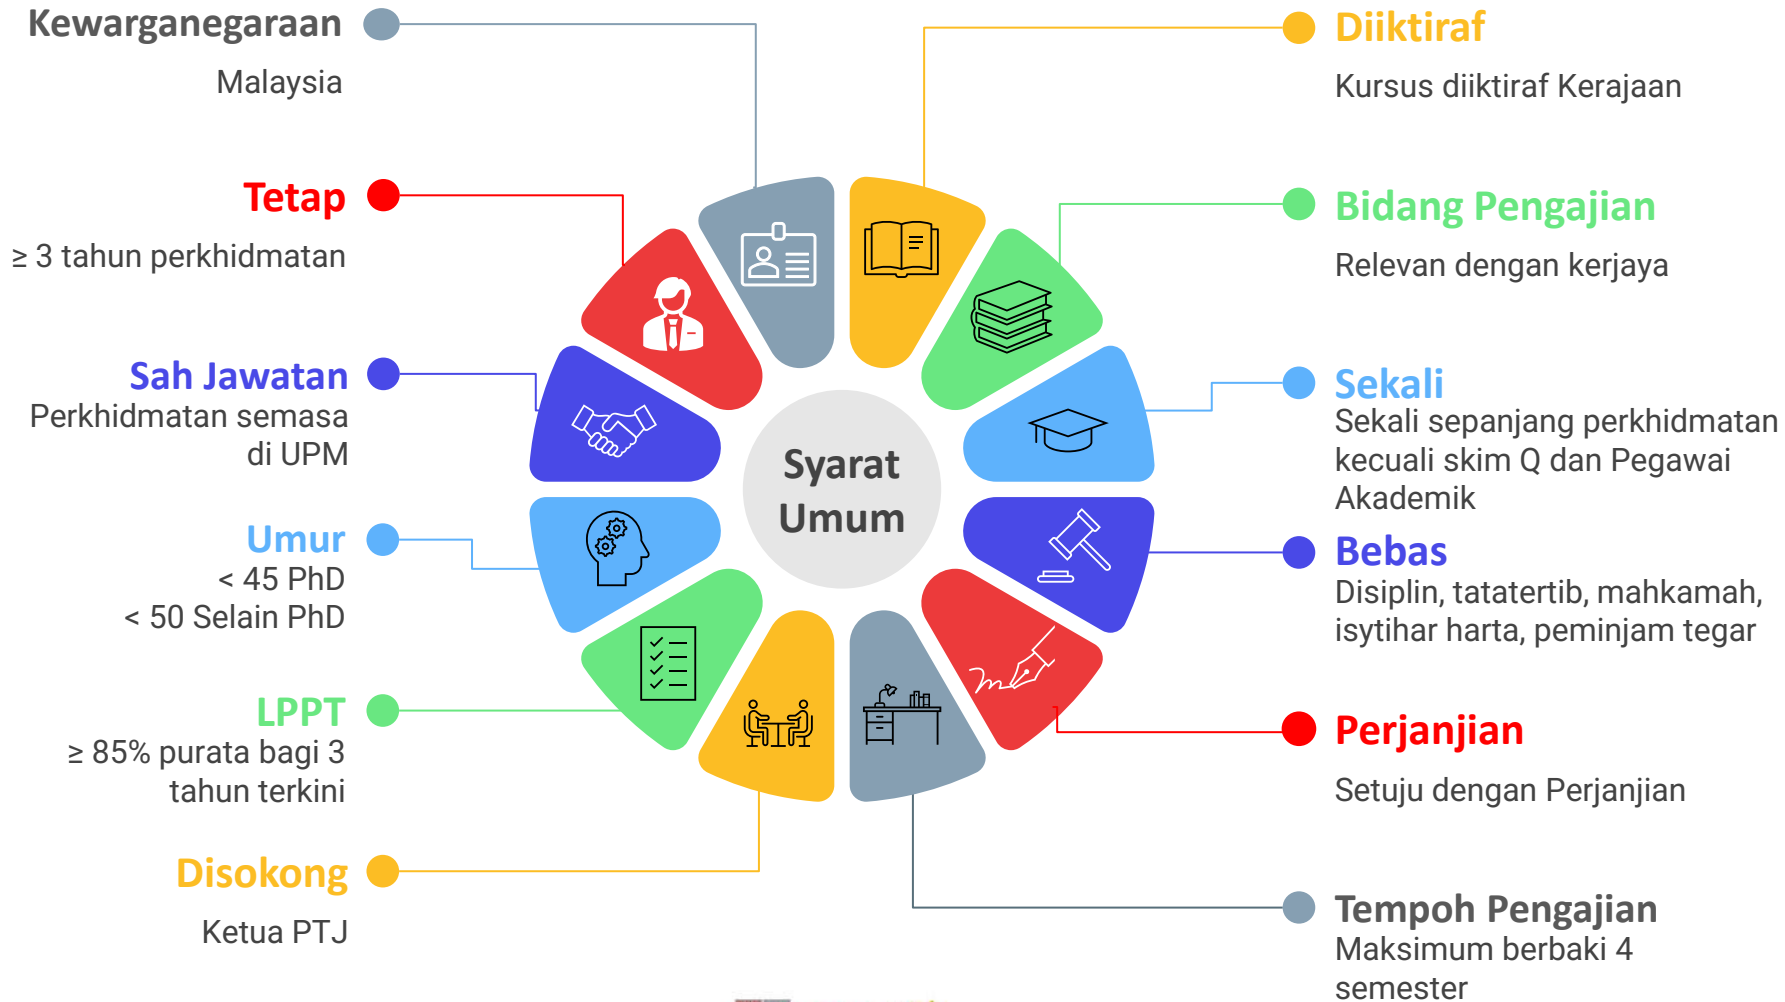 Kewarganegaraan
Malaysia
Tetap
≥ 3 tahun perkhidmatan
Sah Jawatan
Perkhidmatan semasa
di UPM
Umur
< 45 PhD
< 50 Selain PhD
LPPT
≥ 85% purata bagi 3
tahun terkini
Disokong
Ketua PTJ
Syarat
Umum
Diiktiraf
Kursus diiktiraf Kerajaan
Bidang Pengajian
Relevan dengan kerjaya
Sekali
Sekali sepanjang perkhidmatan
kecuali skim Q dan Pegawai
Akademik
Bebas
Disiplin, tatatertib, mahkamah,
isytihar harta, peminjam tegar
Perjanjian
Setuju dengan Perjanjian
Tempoh Pengajian
Maksimum berbaki 4
semester